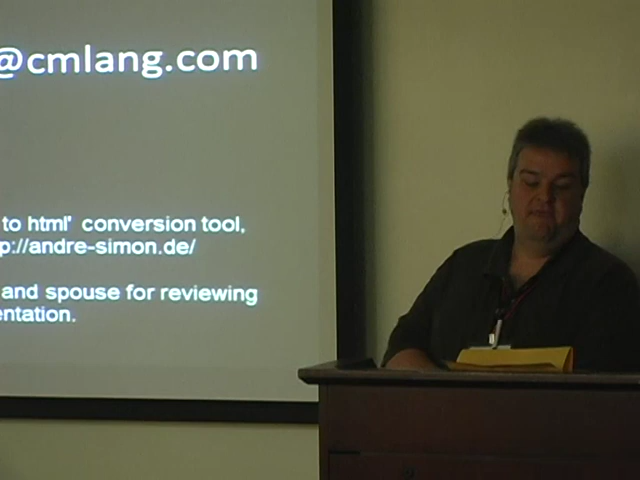 @cmlang.com
to html' conversion tool,
p://andre-simon.de/
and spouse for reviewing
entation.